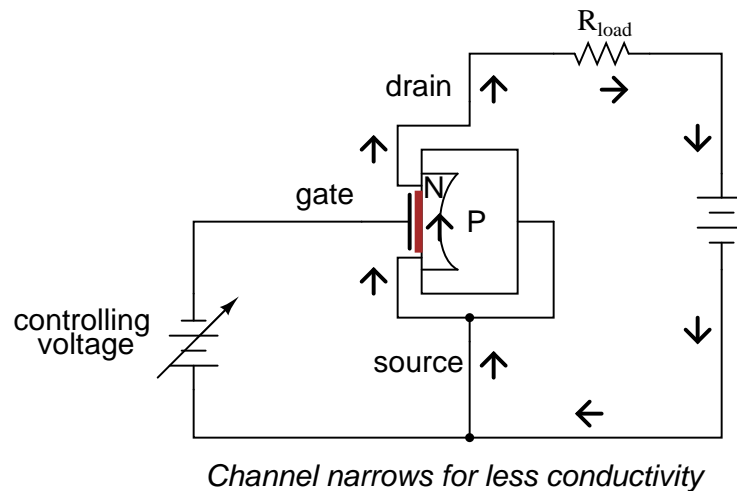 R_load
drain
N
gate
P
controlling
voltage
source
Channel narrows for less conductivity